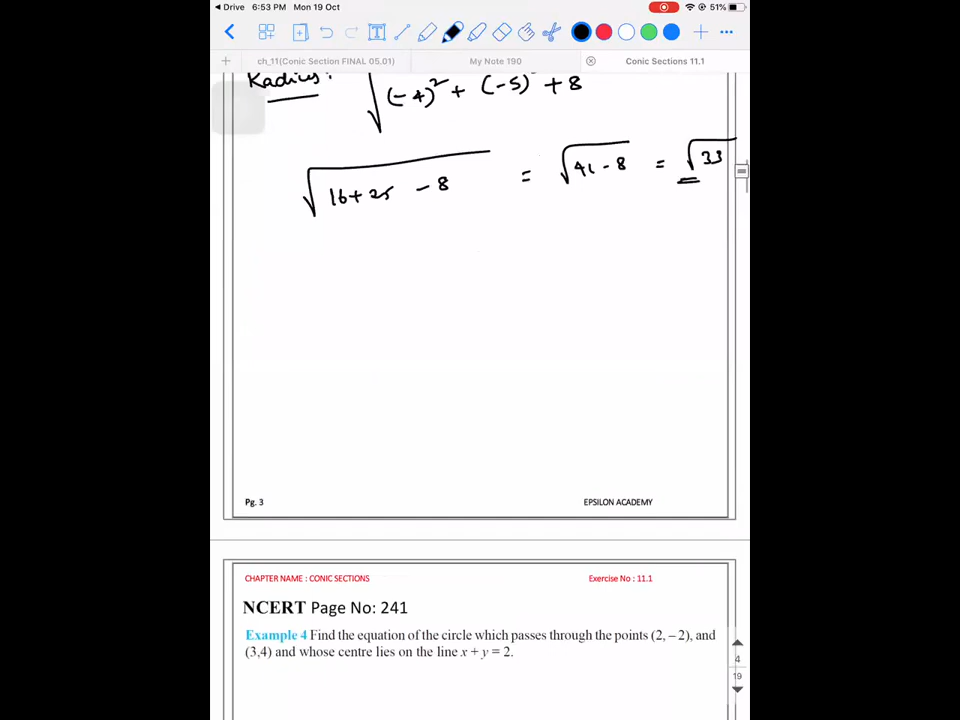 Drive 6:53 PM Mon 19 Oct 51%
ch_11(Conic Section FINAL 05.01) My Note 190 Conic Sections 11.1
Radius: √(-4)² + (-5)² + 8
√16+25 - 8 = √41 - 8 = √33
Pg. 3 EPSILON ACADEMY
CHAPTER NAME : CONIC SECTIONS Exercise No : 11.1
NCERT Page No: 241
Example 4 Find the equation of the circle which passes through the points (2, – 2), and
(3,4) and whose centre lies on the line x + y = 2.
4
19